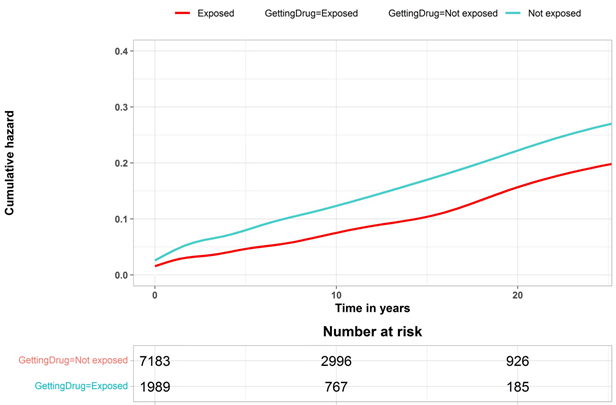 Exposed GettingDrug=Exposed GettingDrug=Not exposed Not exposed
Cumulative hazard
0.4
0.3
0.2
0.1
0.0
0 10 20
Time in years
Number at risk
GettingDrug=Not exposed 7183 2996 926
GettingDrug=Exposed 1989 767 185